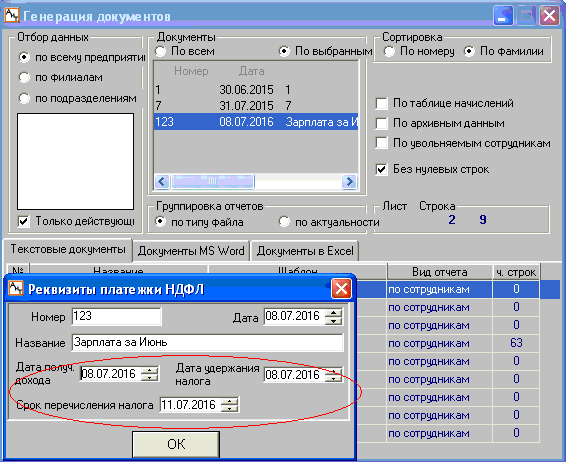 Генерация документов
Отбор данных
по всему предприяти
по филиалам
по подразделениям
Только действующ
Документы
По всем
По выбранным
Номер Дата
1 30.06.2015 1
7 31.07.2015 7
123 08.07.2016 Зарплата за И
Группировка отчетов
по типу файла
по актуальности
Сортировка
По номеру
По фамилии
По таблице начислений
По архивным данным
По увольняемым сотрудникам
Без нулевых строк
Лист Строка
2 9
Текстовые документы
Документы MS Word
Документы в Excel
№ Название Шаблон Вид отчета ч. строк
по сотрудникам 0
по сотрудникам 0
по сотрудникам 0
по сотрудникам 63
по сотрудникам 0
по сотрудникам 0
по сотрудникам 0
по сотрудникам 0
по сотрудникам 0
Реквизиты платежки НДФЛ
Номер 123 Дата 08.07.2016
Название Зарплата за Июнь
Дата получ. дохода 08.07.2016
Дата удержания налога 08.07.2016
Срок перечисления налога 11.07.2016
OK